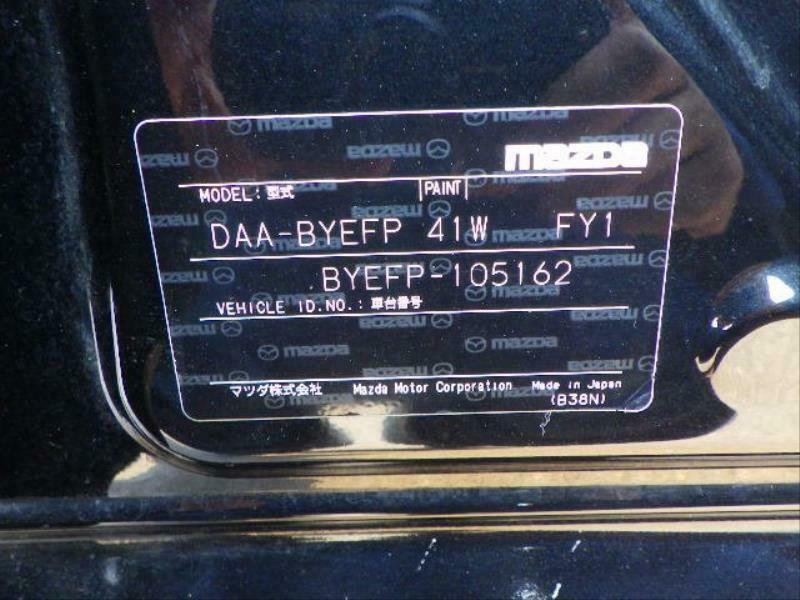 mazda
MODEL: 型式 PAINT
DAA-BYEFP 41W FY1
BYEFP-105162
VEHICLE ID.NO.: 車台番号
マツダ株式会社 Mazda Motor Corporation Made in Japan
(B38N)